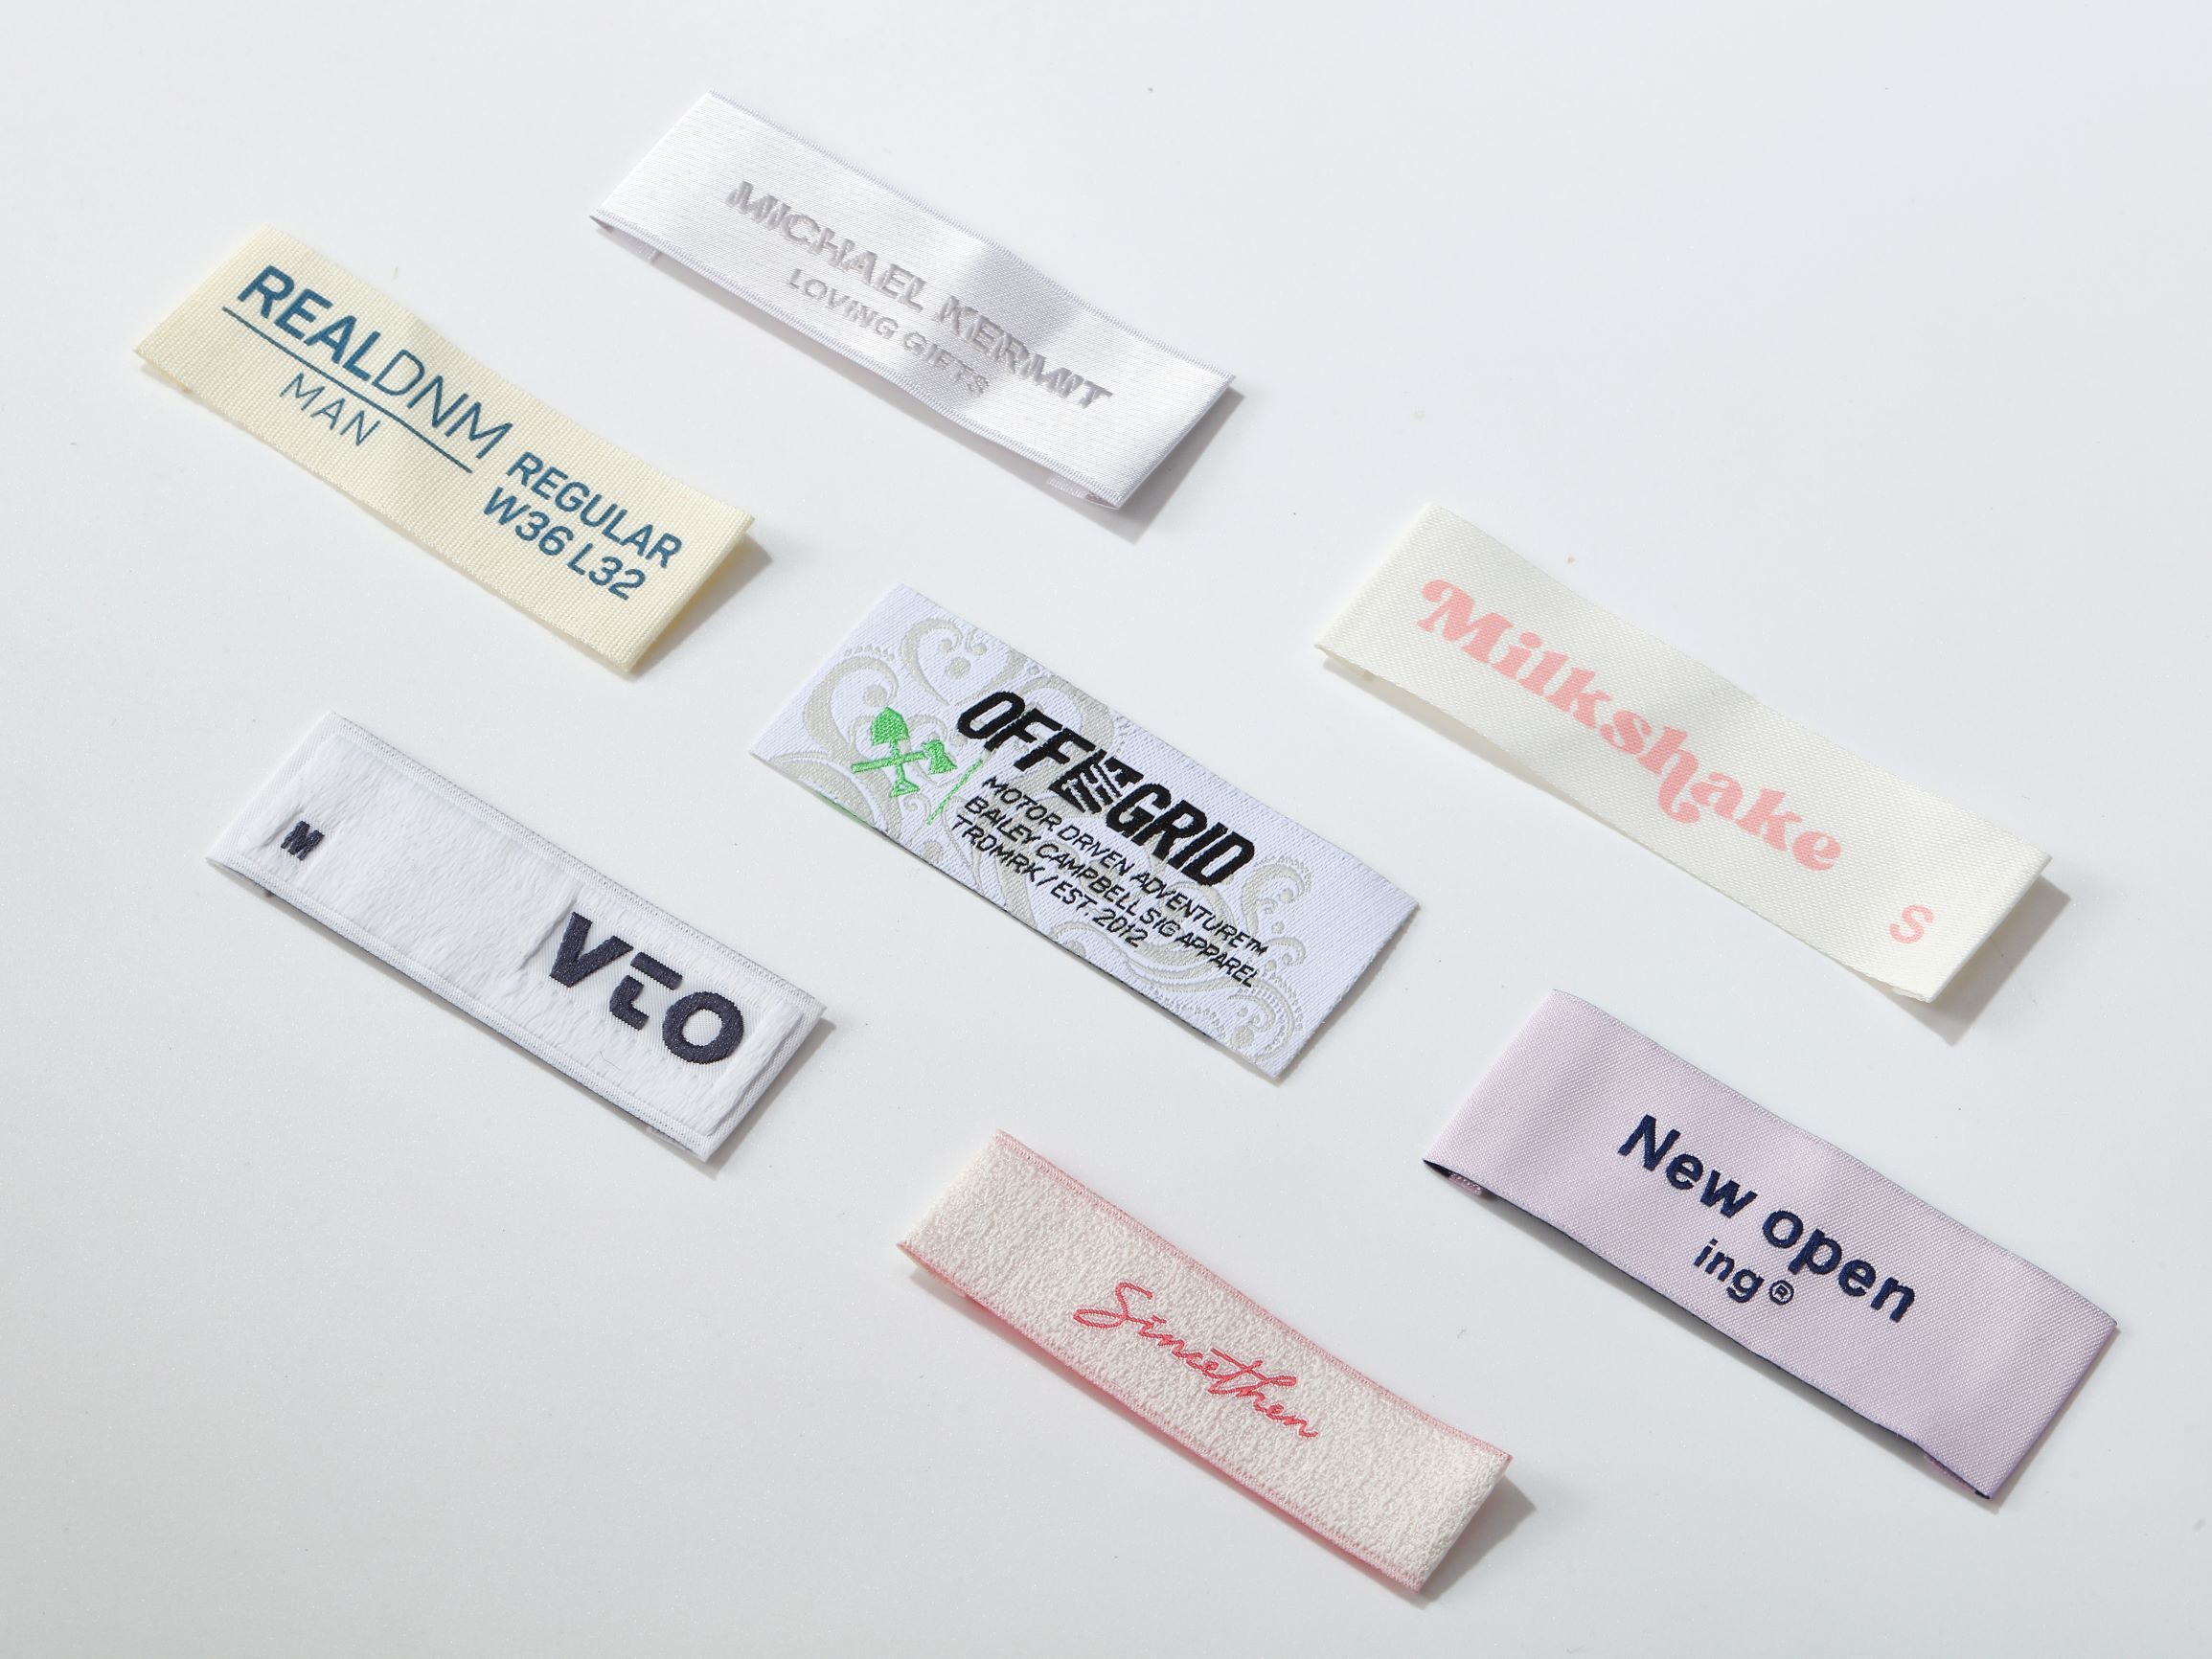 MICHAEL KERMIT
LOVING GIFTS
REALDNM
MAN
REGULAR
W36 L32
Milkshake
S
OFF GRID
MOTOR DRIVEN ADVENTURE™
BAILEY CAMPBELL SIG APPAREL
TRDMRK / EST. 2012
M
VTO
New open
ing®
Sincethen